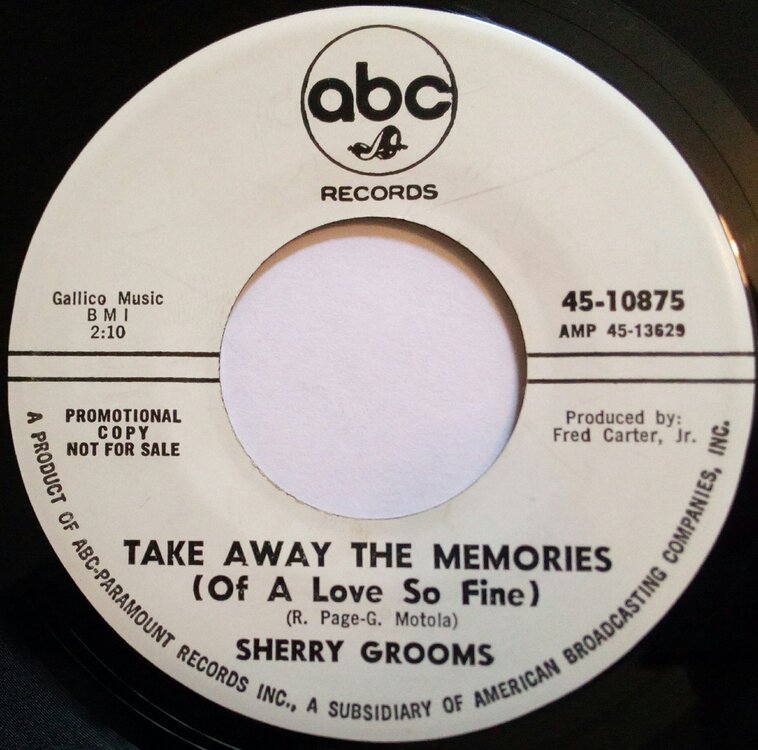 abc
RECORDS
Gallico Music
B M I
2:10
45-10875
AMP 45-13629
PROMOTIONAL
COPY
NOT FOR SALE
Produced by:
Fred Carter, Jr.
TAKE AWAY THE MEMORIES
(Of A Love So Fine)
(R. Page-G. Motola)
SHERRY GROOMS
A PRODUCT OF ABC-PARAMOUNT RECORDS INC., A SUBSIDIARY OF AMERICAN BROADCASTING COMPANIES, INC.